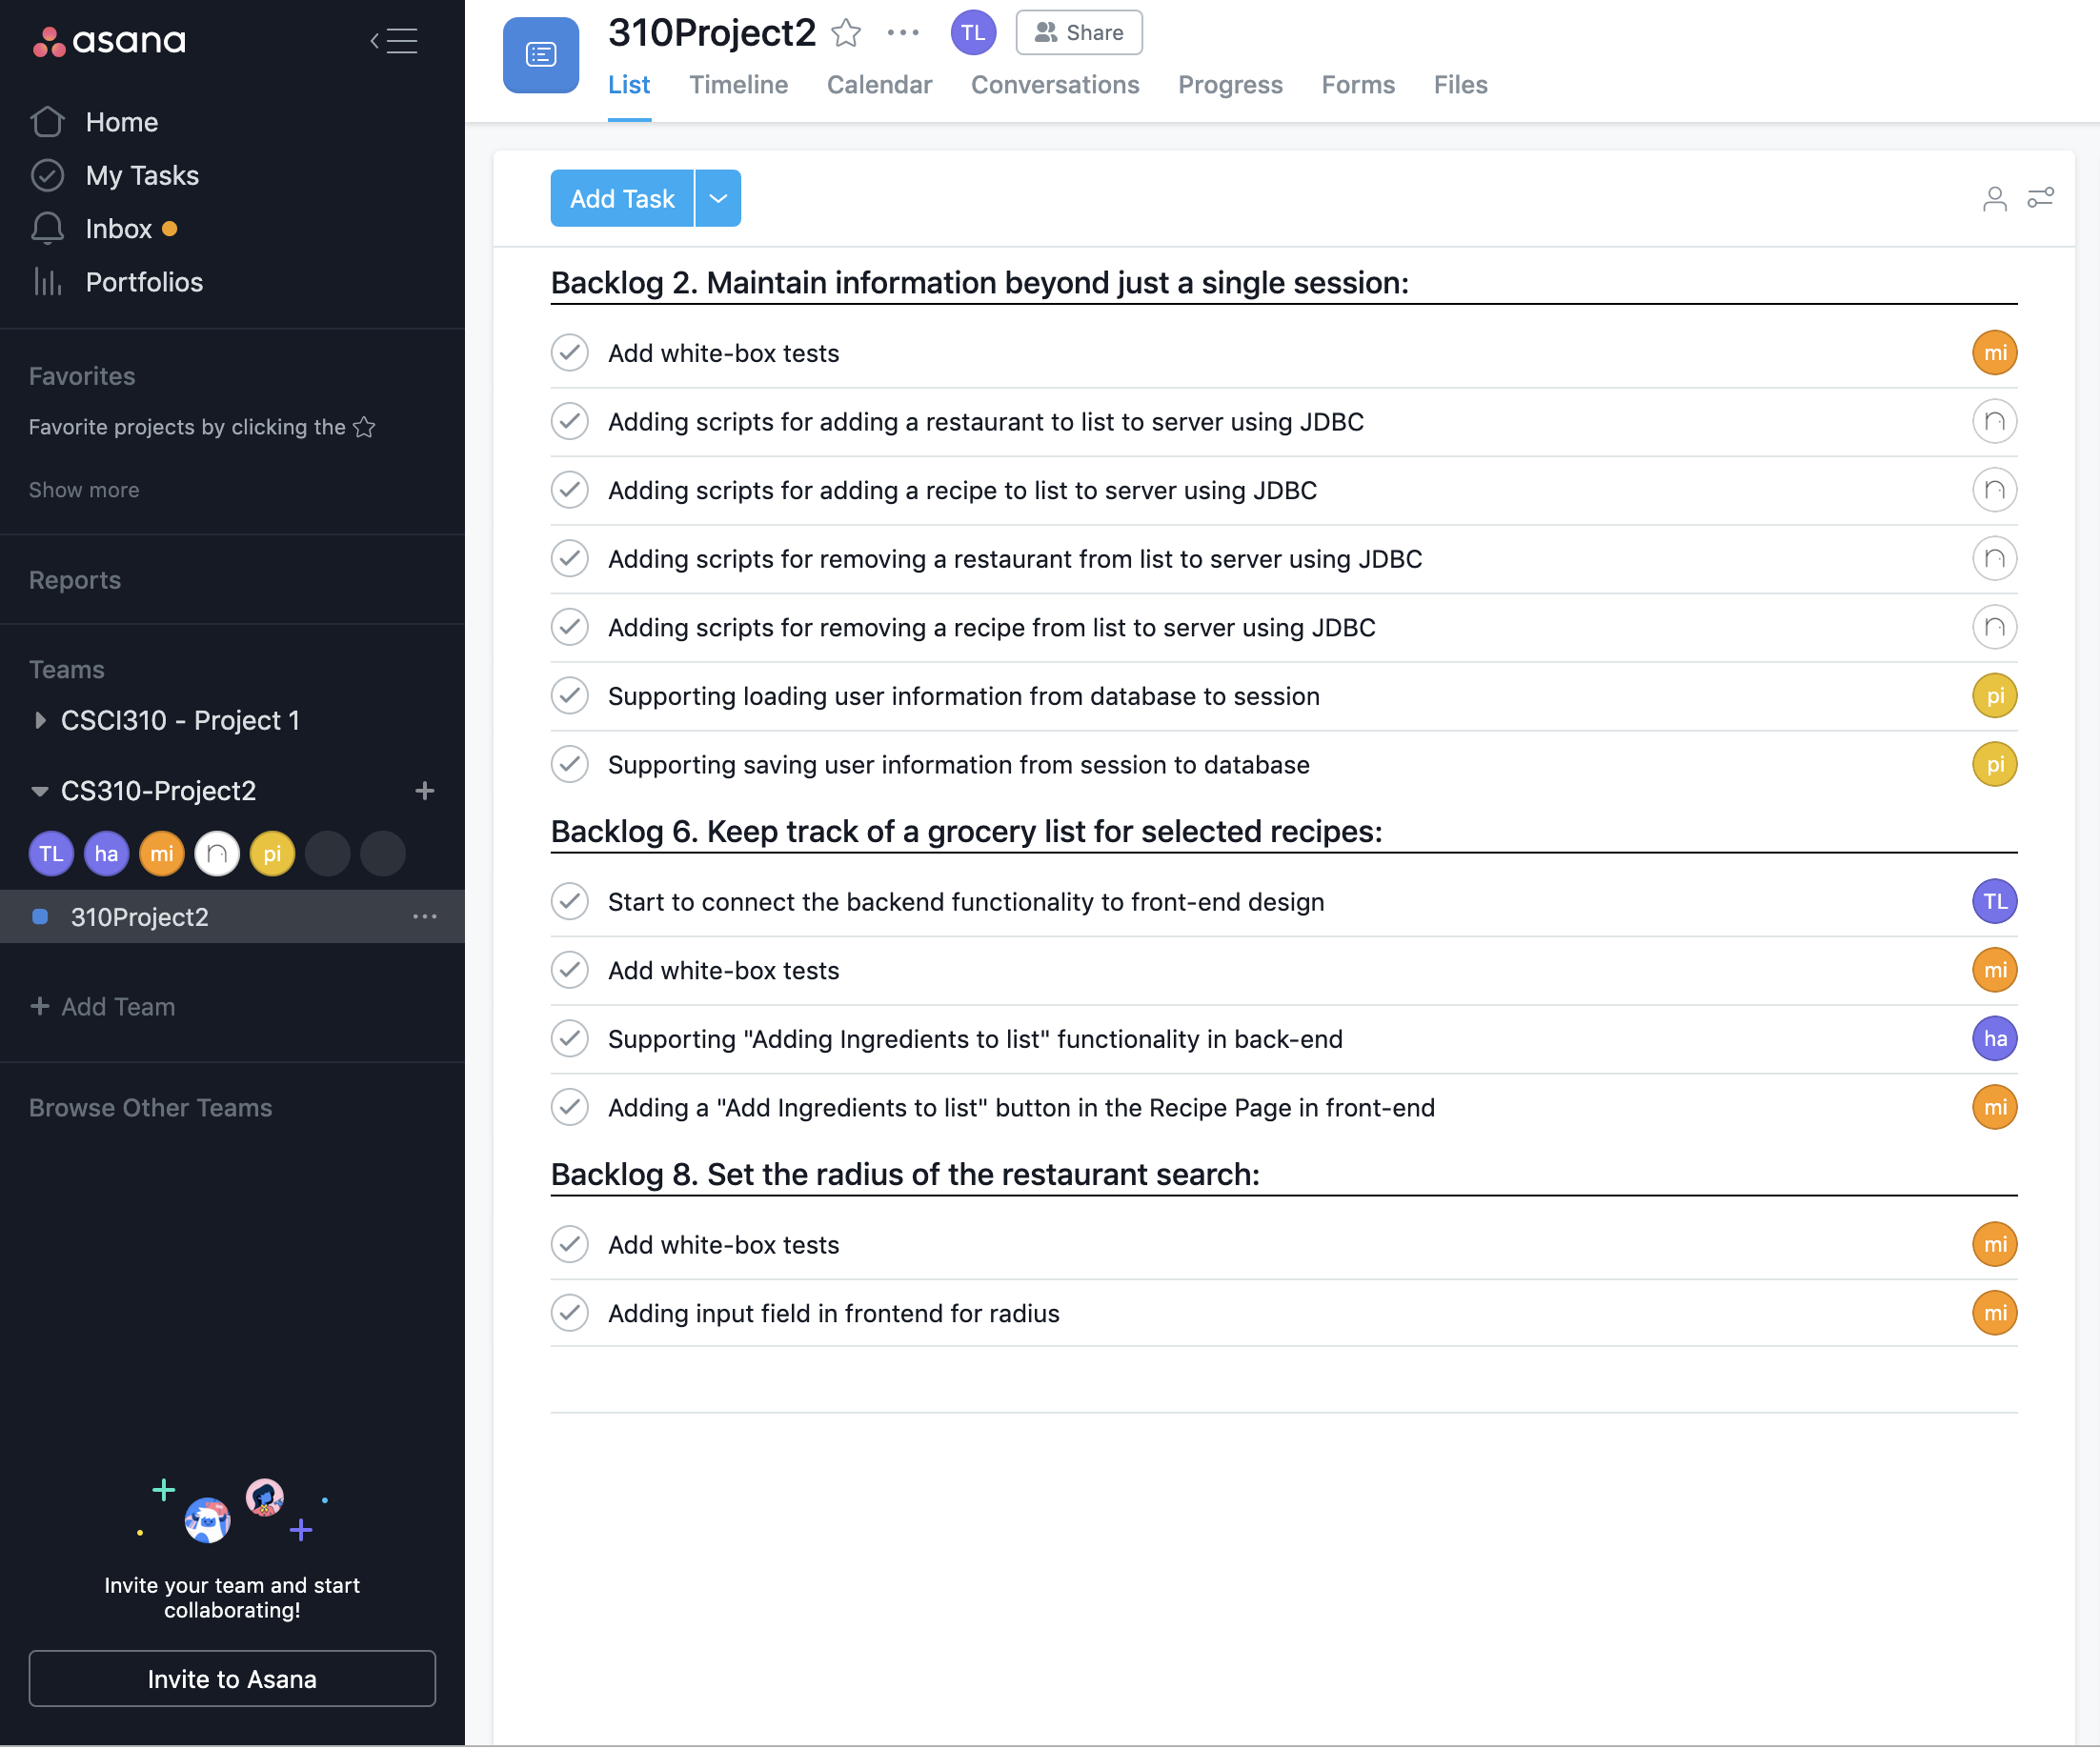 asana
Home
My Tasks
Inbox
Portfolios
Favorites
Favorite projects by clicking the
Show more
Reports
Teams
CSCI310 - Project 1
CS310-Project2
TL ha mi n pi
310Project2
Add Team
Browse Other Teams
Invite your team and start
collaborating!
Invite to Asana
310Project2
TL
Share
List Timeline Calendar Conversations Progress Forms Files
Add Task
Backlog 2. Maintain information beyond just a single session:
Add white-box tests mi
Adding scripts for adding a restaurant to list to server using JDBC n
Adding scripts for adding a recipe to list to server using JDBC n
Adding scripts for removing a restaurant from list to server using JDBC n
Adding scripts for removing a recipe from list to server using JDBC n
Supporting loading user information from database to session pi
Supporting saving user information from session to database pi
Backlog 6. Keep track of a grocery list for selected recipes:
Start to connect the backend functionality to front-end design TL
Add white-box tests mi
Supporting "Adding Ingredients to list" functionality in back-end ha
Adding a "Add Ingredients to list" button in the Recipe Page in front-end mi
Backlog 8. Set the radius of the restaurant search:
Add white-box tests mi
Adding input field in frontend for radius mi